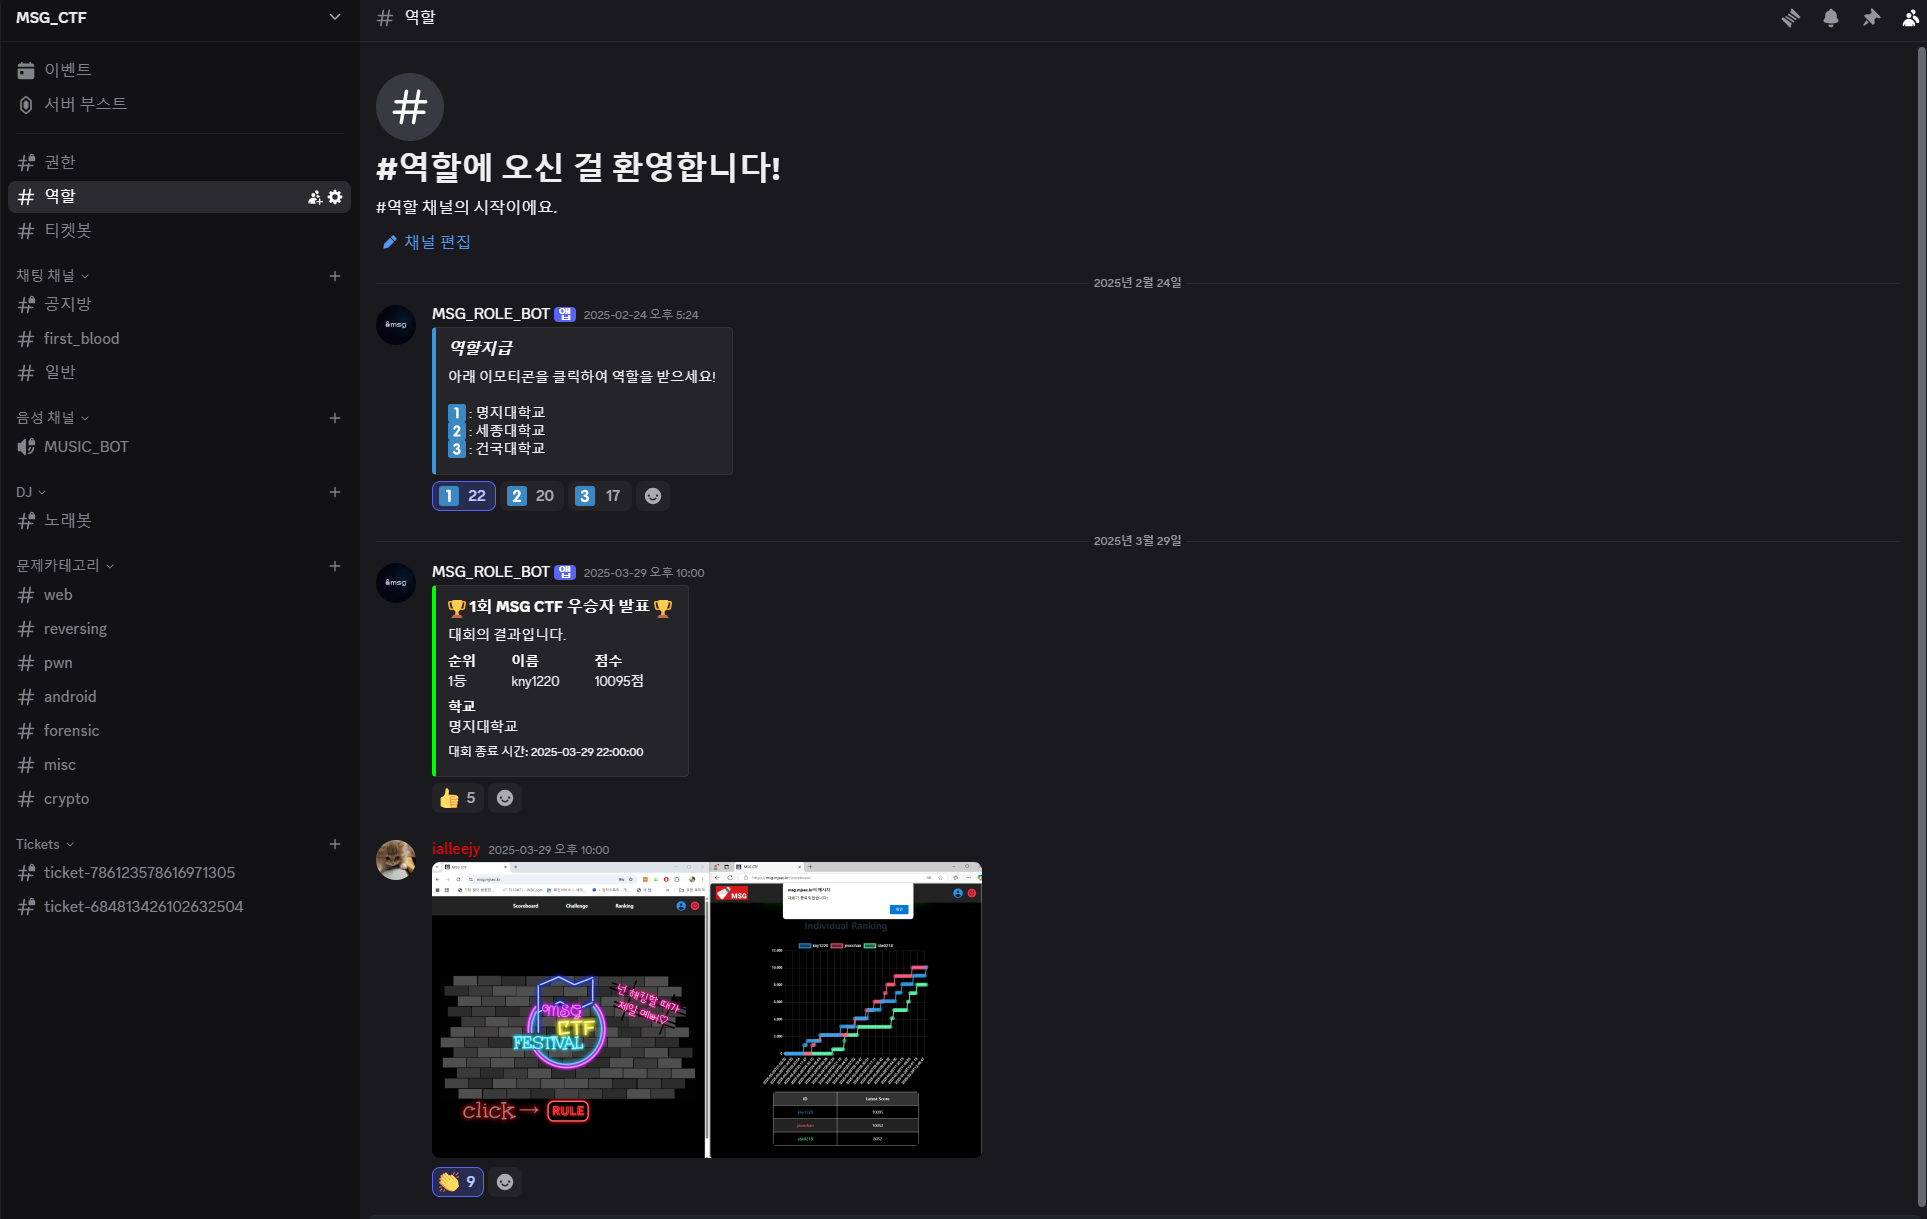 MSG_CTF
이벤트
서버 부스트
권한
역할
티켓봇
채팅 채널
공지방
first_blood
일반
음성 채널
MUSIC_BOT
DJ
노래봇
문제카테고리
web
reversing
pwn
android
forensic
misc
crypto
Tickets
ticket-786123578616971305
ticket-684813426102632504
역할
#역할에 오신 걸 환영합니다!
#역할 채널의 시작이에요.
채널 편집
2025년 2월 24일
MSG_ROLE_BOT 앱 2025-02-24 오후 5:24
역할지급
아래 이모티콘을 클릭하여 역할을 받으세요!
1 : 명지대학교
2 : 세종대학교
3 : 건국대학교
1 22 2 20 3 17
2025년 3월 29일
MSG_ROLE_BOT 앱 2025-03-29 오후 10:00
🏆 1회 MSG CTF 우승자 발표 🏆
대회의 결과입니다.
순위 이름 점수
1등 kny1220 10095점
학교
명지대학교
대회 종료 시간: 2025-03-29 22:00:00
👍 5
ialleejy 2025-03-29 오후 10:00
Scoreboard Challenge Ranking
MSG
CTF
FESTIVAL
넌 해킹할 때가
제일 예뻐♡
click → RULE
MSG
Individual Ranking
ID Latest Score
kny1220 10095
👏 9